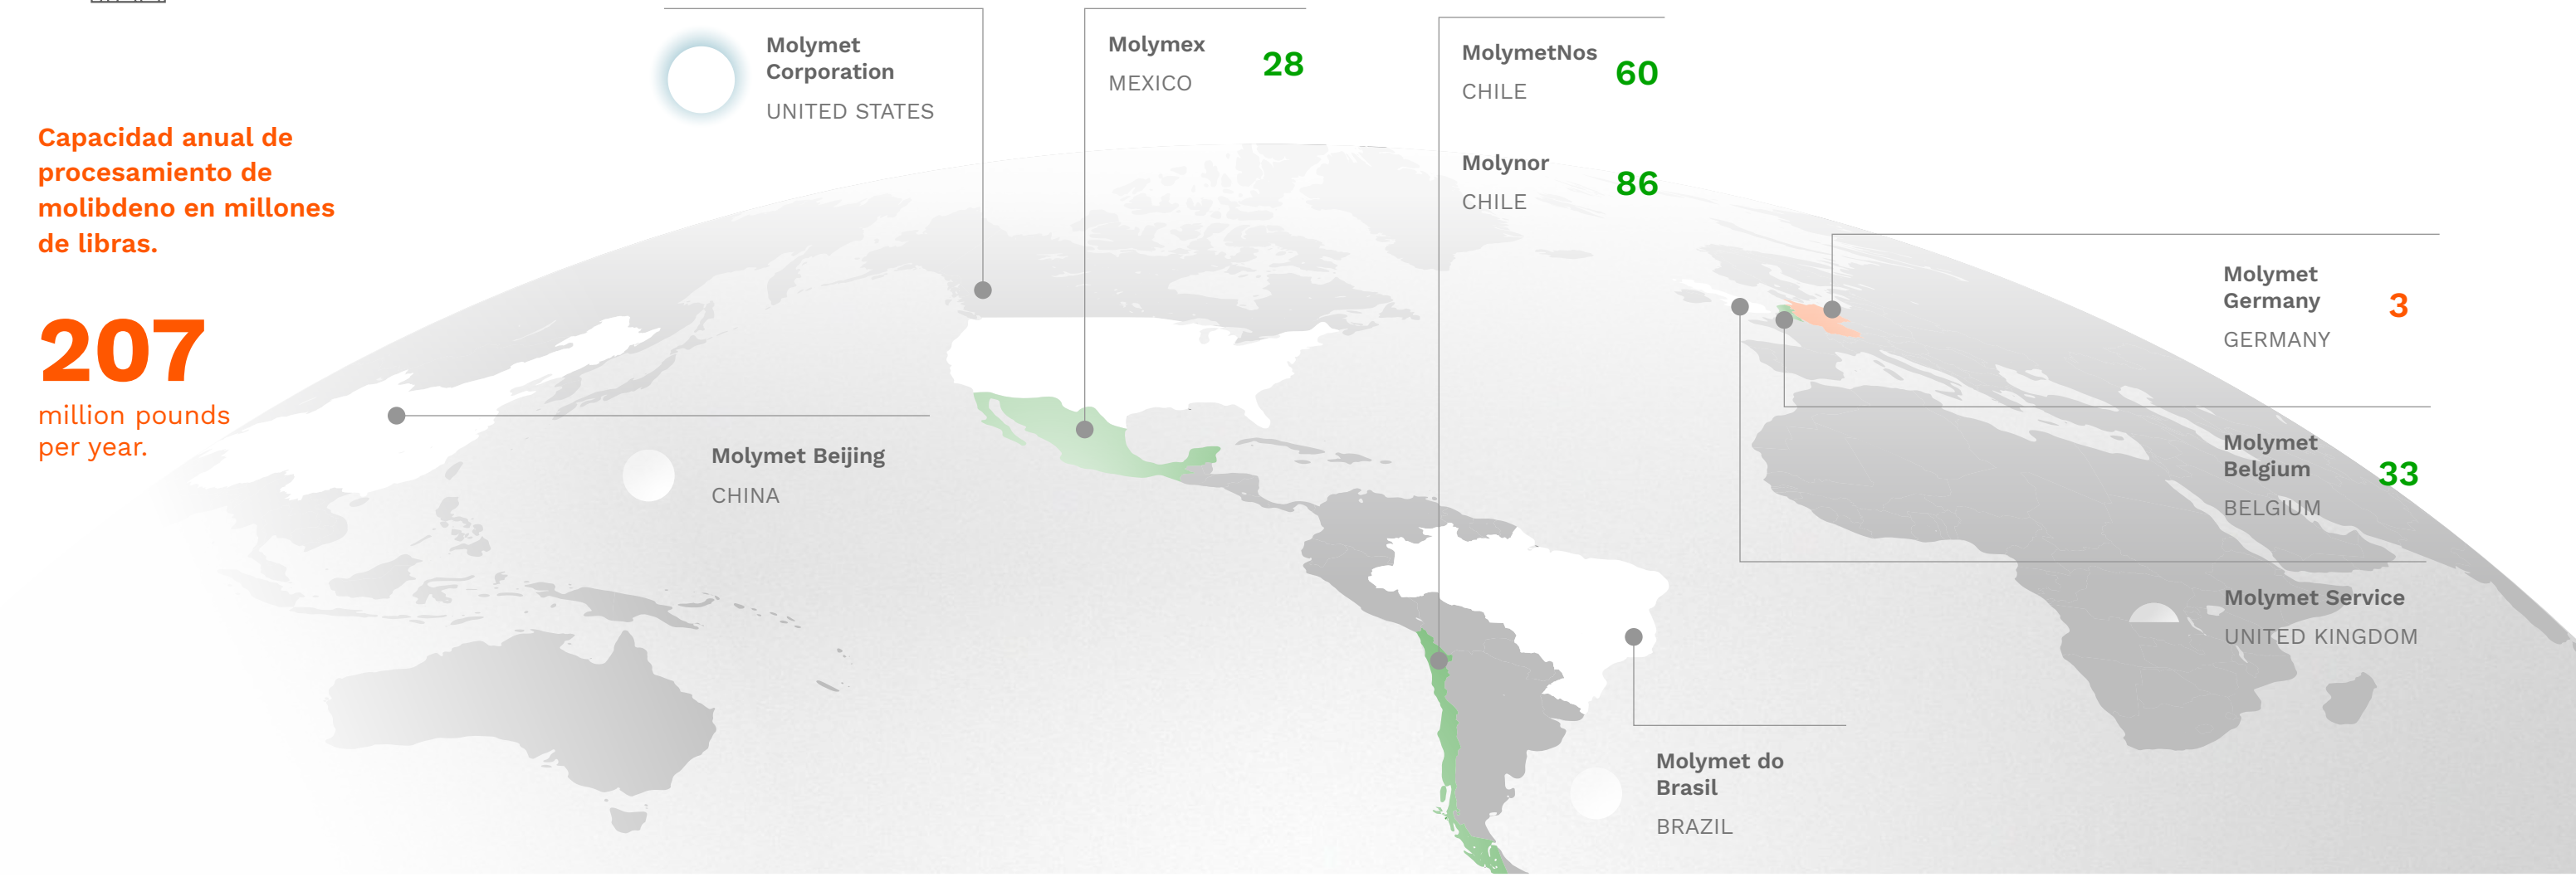 Capacidad anual de
procesamiento de
molibdeno en millones
de libras.
207
million pounds
per year.
Molymet
Corporation
UNITED STATES
Molymex
MEXICO
28
MolymetNos
CHILE
60
Molynor
CHILE
86
Molymet
Germany
GERMANY
3
Molymet
Belgium
BELGIUM
33
Molymet Service
UNITED KINGDOM
Molymet Beijing
CHINA
Molymet do
Brasil
BRAZIL